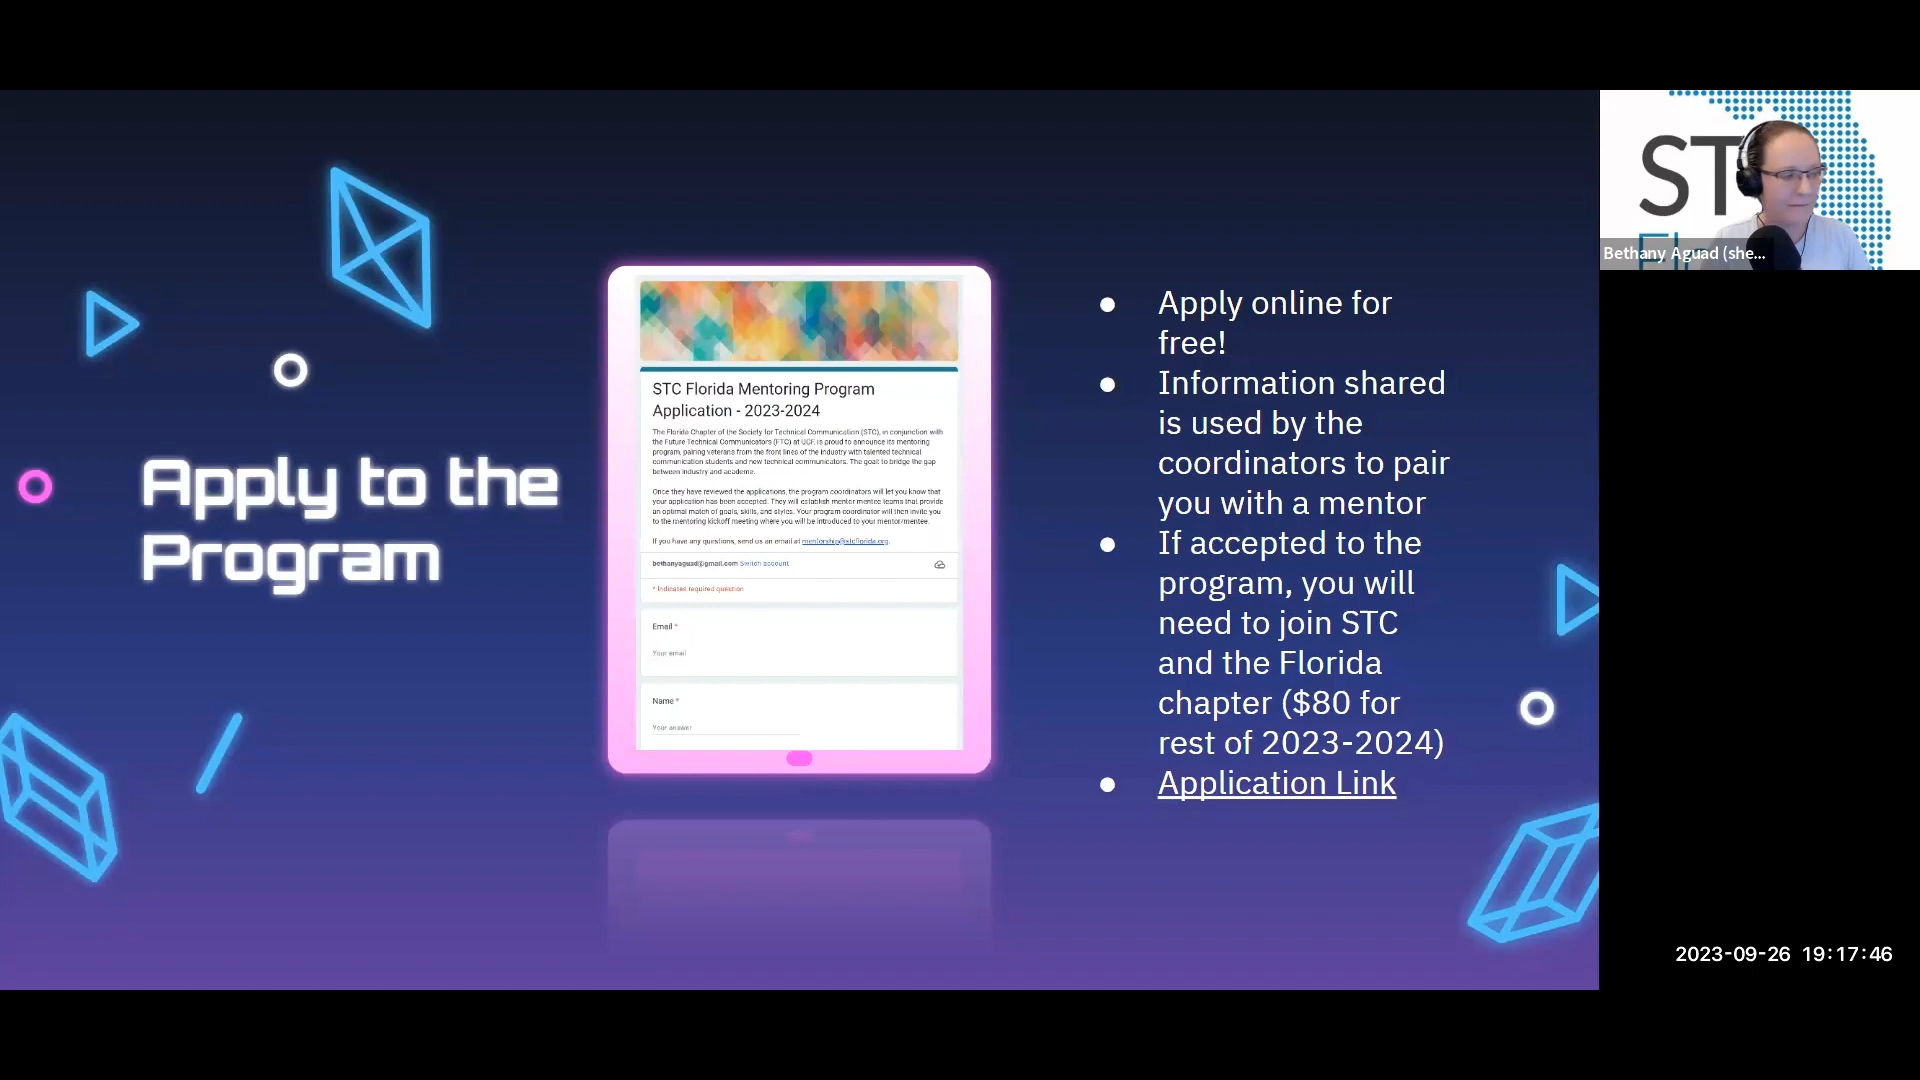 Apply to the
Program
STC Florida Mentoring Program
Application - 2023-2024
The Florida Chapter of the Society for Technical Communication (STC), in conjunction with
the Future Technical Communicators (FTC) at UCF, is proud to announce its mentoring
program, pairing veterans from the front lines of the industry with talented technical
communication students and new technical communicators. The goal: to bridge the gap
between industry and academe.
Once they have reviewed the applications, the program coordinators will let you know that
your application has been accepted. They will establish mentor mentee teams that provide
an optimal match of goals, skills, and styles. Your program coordinator will then invite you
to the mentoring kickoff meeting where you will be introduced to your mentor/mentee.
If you have any questions, send us an email at mentorship@stcflorida.org.
bethanyaguad@gmail.com Switch account
* Indicates required question
Email *
Your email
Name *
Your answer
● Apply online for
free!
● Information shared
is used by the
coordinators to pair
you with a mentor
● If accepted to the
program, you will
need to join STC
and the Florida
chapter ($80 for
rest of 2023-2024)
● Application Link
ST
Bethany Aguad (she...
2023-09-26 19:17:46